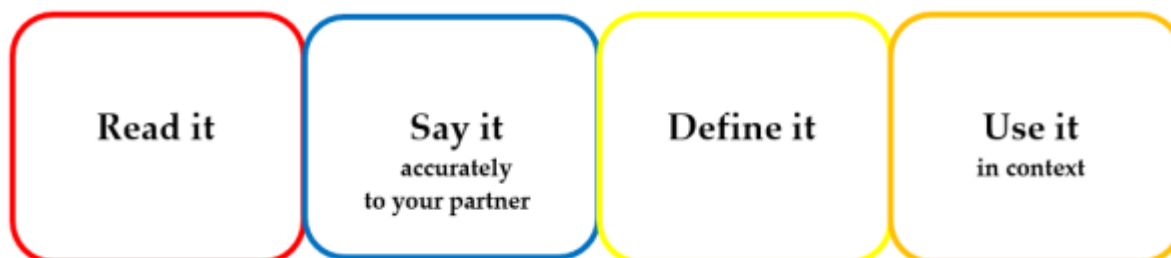 Read it
Say it
accurately
to your partner
Define it
Use it
in context